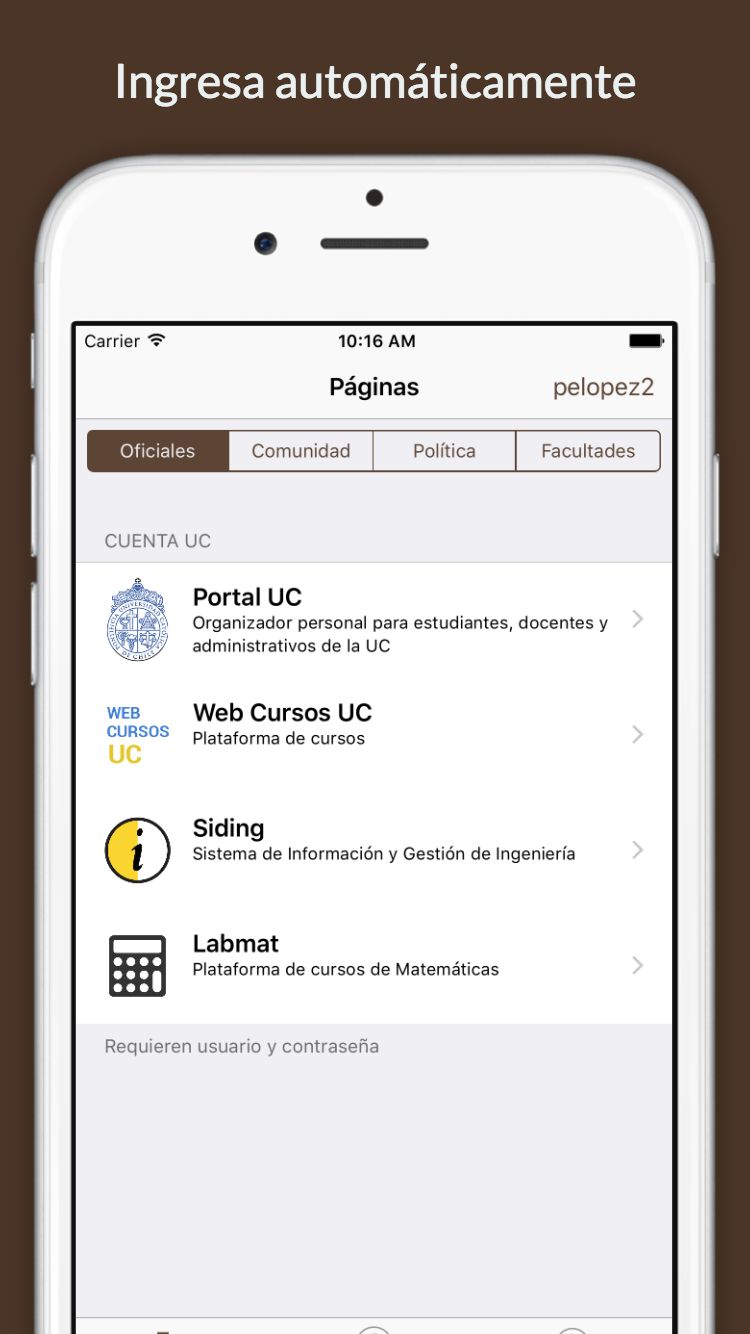 Ingresa automáticamente
Carrier 10:16 AM
Páginas pelopez2
Oficiales Comunidad Política Facultades
CUENTA UC
Portal UC
Organizador personal para estudiantes, docentes y
administrativos de la UC
WEB
CURSOS
UC
Web Cursos UC
Plataforma de cursos
i
Siding
Sistema de Información y Gestión de Ingeniería
Labmat
Plataforma de cursos de Matemáticas
Requieren usuario y contraseña